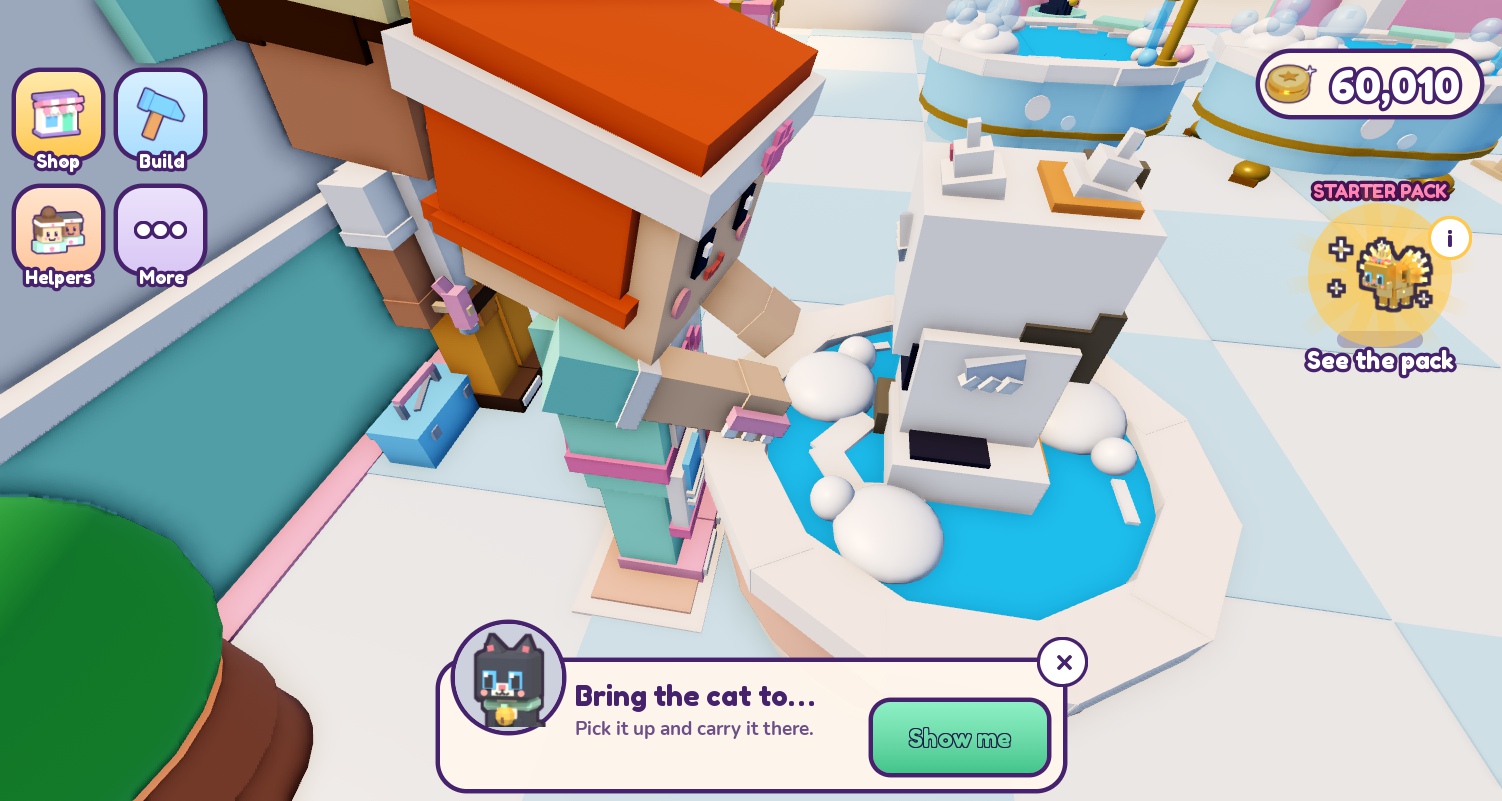 60,010
Shop
Build
STARTER PACK
i
Helpers
More
See the pack
Bring the cat to...
Pick it up and carry it there.
Show me